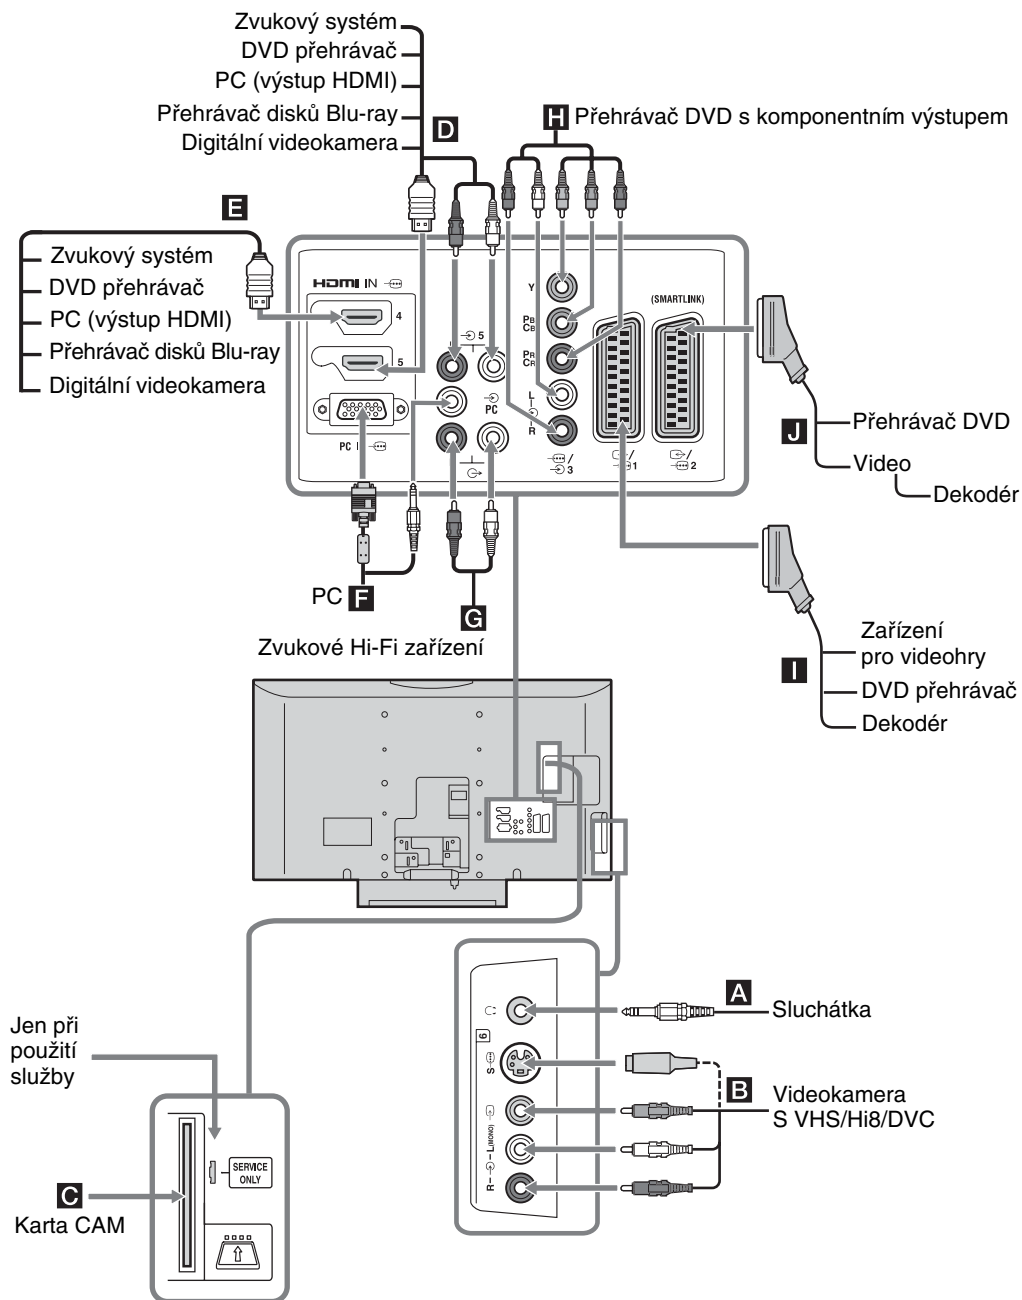 Zvukový systém
DVD přehrávač
PC (výstup HDMI)
Přehrávač disků Blu-ray
Digitální videokamera
D
H Přehrávač DVD s komponentním výstupem
E
Zvukový systém
DVD přehrávač
PC (výstup HDMI)
Přehrávač disků Blu-ray
Digitální videokamera
HDMI IN
4
5
PC IN
5
PC
Y
PB
CB
PR
CR
L
R
/
3
(SMARTLINK)
/
1
/
2
J
Přehrávač DVD
Video
Dekodér
PC F
G
Zvukové Hi-Fi zařízení
I
Zařízení
pro videohry
DVD přehrávač
Dekodér
A
Sluchátka
6
S
L(MONO)
R
B
Videokamera
S VHS/Hi8/DVC
Jen při
použití
služby
SERVICE
ONLY
C
Karta CAM